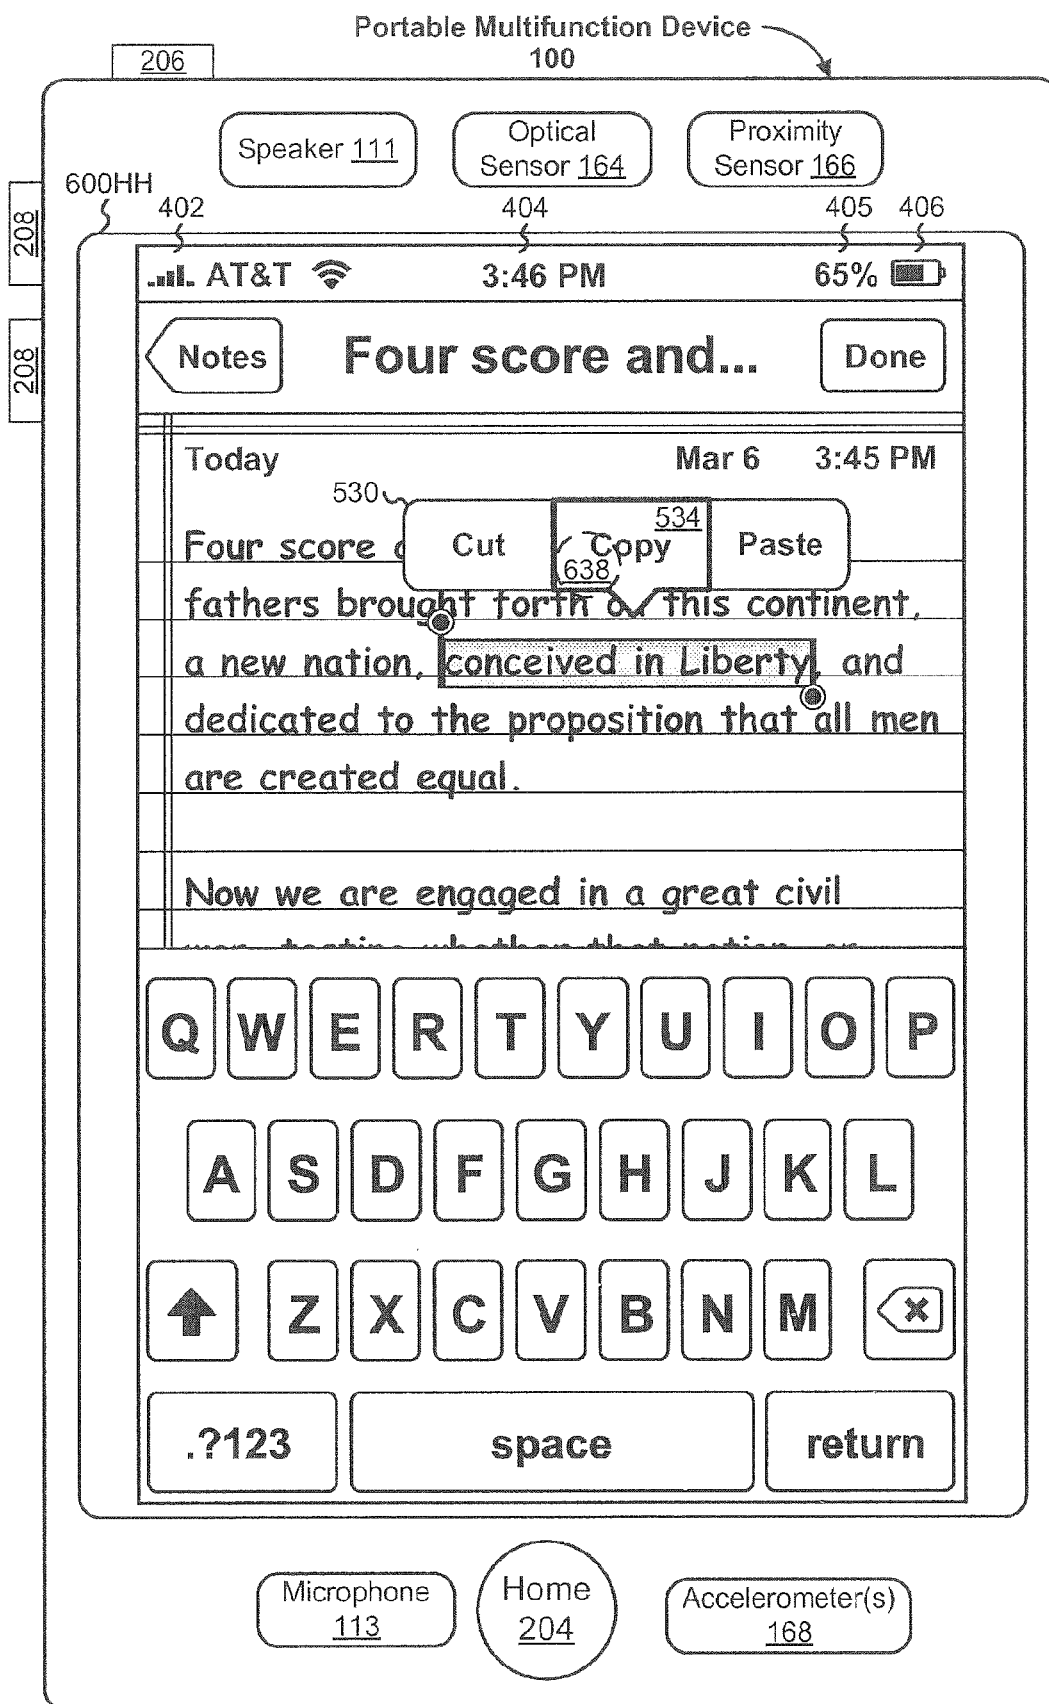 Portable Multifunction Device
100
206
Speaker 111
Optical
Sensor 164
Proximity
Sensor 166
600HH
402
404
405
406
208
208
AT&T
3:46 PM
65%
Notes
Four score and...
Done
Today
Mar 6
3:45 PM
530
Cut
Copy
534
638
Paste
Four score
fathers brought forth this continent,
a new nation, conceived in Liberty, and
dedicated to the proposition that all men
are created equal.
Now we are engaged in a great civil
Q W E R T Y U I O P
A S D F G H J K L
Z X C V B N M
.?123
space
return
Microphone
113
Home
204
Accelerometer(s)
168